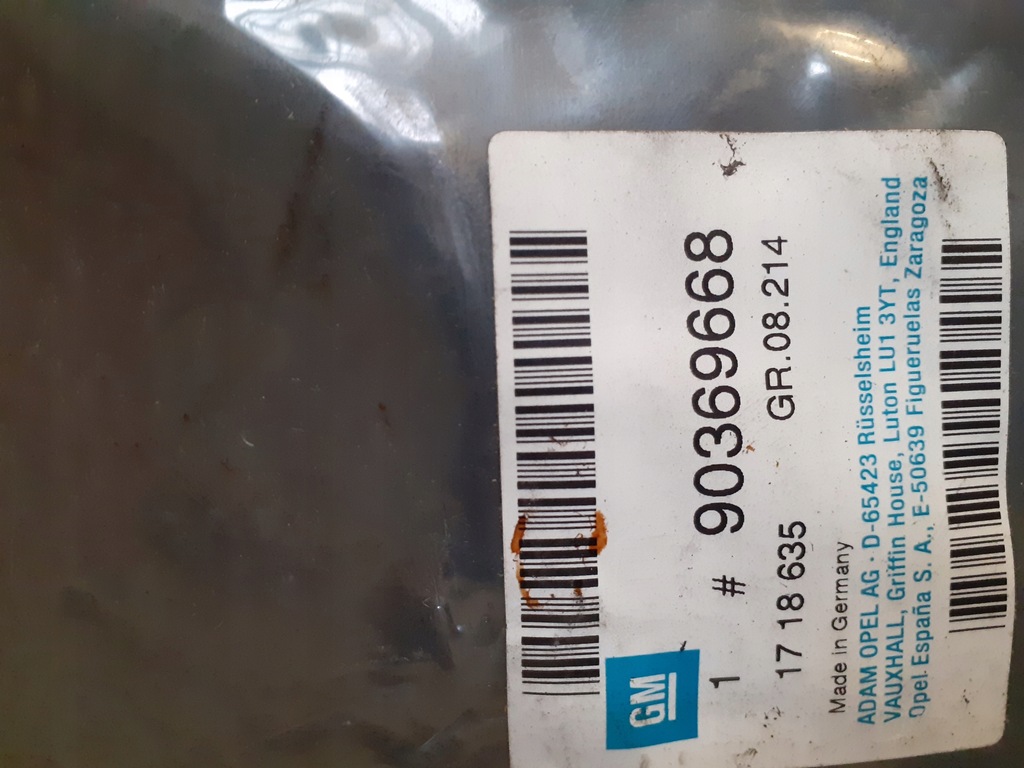 GM
1 # 90369668
17 18 635 GR.08.214
Made in Germany
ADAM OPEL AG · D-65423 Rüsselsheim
VAUXHALL, Griffin House, Luton LU1 3YT, England
Opel España S. A., E-50639 Figueruelas Zaragoza